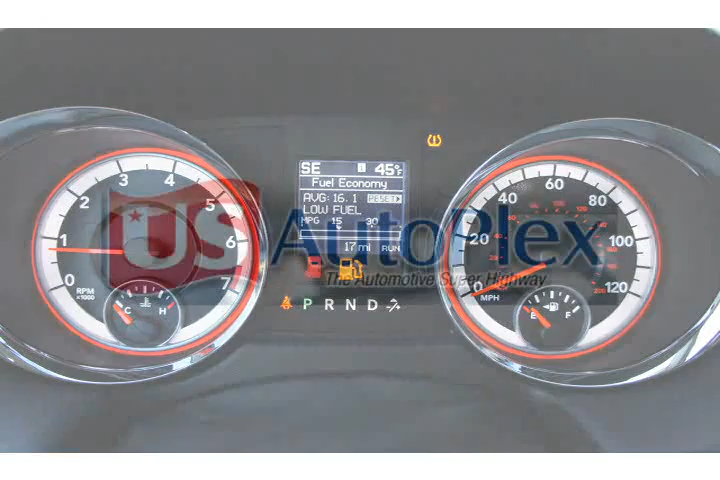 SE 45°F
Fuel Economy
AVG: 16.1 RESET
LOW FUEL
MPG 15 30
17 mi RUN
P R N D
0 1 2 3 4 5 6 7
RPM
x1000
C H
0 20 40 60 80 100 120
MPH
E F
US AutoPlex
The Automotive Super Highway